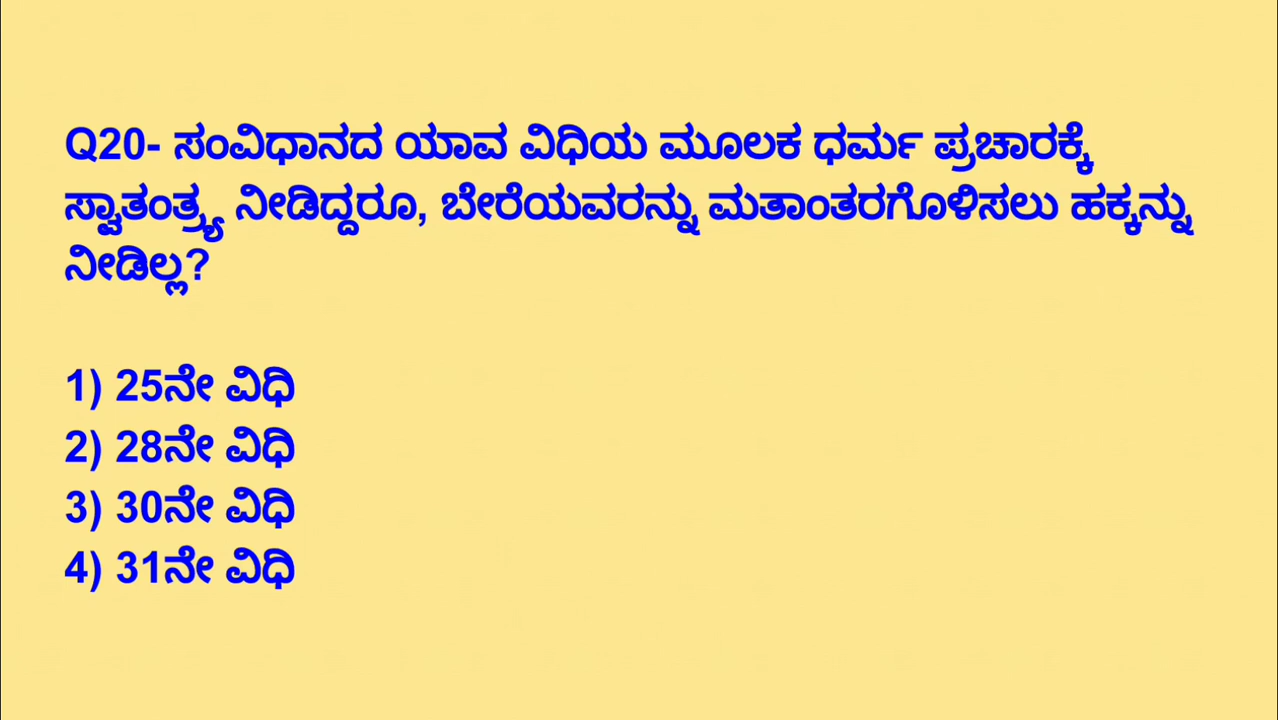 Q20- ಸಂವಿಧಾನದ ಯಾವ ವಿಧಿಯ ಮೂಲಕ ಧರ್ಮ ಪ್ರಚಾರಕ್ಕೆ
ಸ್ವಾತಂತ್ರ್ಯ ನೀಡಿದ್ದರೂ, ಬೇರೆಯವರನ್ನು ಮತಾಂತರಗೊಳಿಸಲು ಹಕ್ಕನ್ನು
ನೀಡಿಲ್ಲ?
1) 25ನೇ ವಿಧಿ
2) 28ನೇ ವಿಧಿ
3) 30ನೇ ವಿಧಿ
4) 31ನೇ ವಿಧಿ